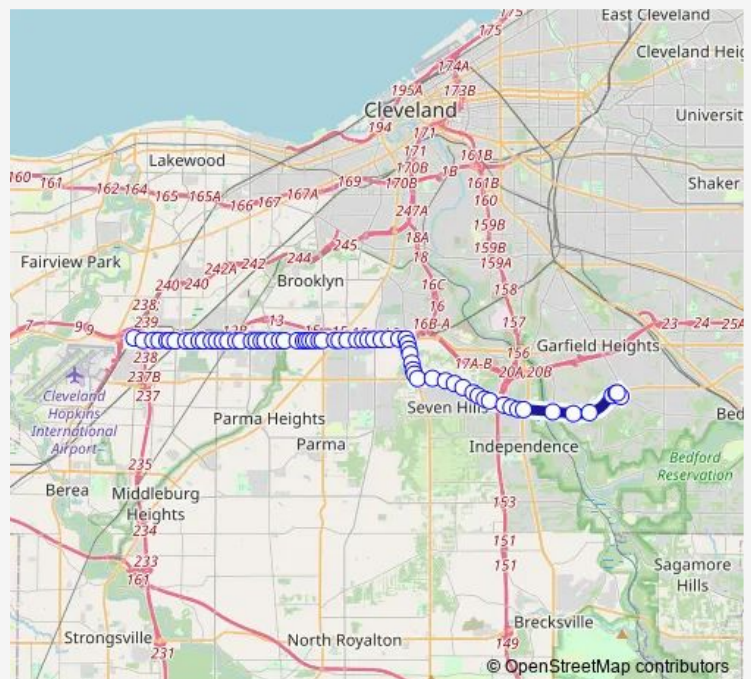 175
East Cleveland
175
Cleveland Heig
174A
195A
173B
Cleveland
194
171
Universit
171
161B
Lakewood
170B
1B
160
161
162
164
165
165A
166
167
167A
169
170B
161B
Shaker
160
247A
159B
18A
245
159B
Fairview Park
242A
242
244
18
159A
240
240
Brooklyn
16C
158
238
16
7
9
9
239
13
16-A
157
23
24
25A
238
17A-B
156
Garfield Heights
237B
20A,20B
Cleveland
Hopkins
International
Airport
237
Seven Hills
Parma Heights
Bed
Parma
Independence
Bedford
Reservation
235
Berea
Middleburg
Heights
153
234
151
233
151
Sagamore
Hills
161
Brecksville
Strongsville
North Royalton
149
231
© OpenStreetMap contributors